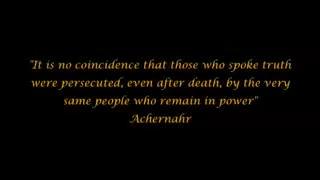 "It is no coincidence that those who spoke truth
were persecuted, even after death, by the very
same people who remain in power"
Achernahr